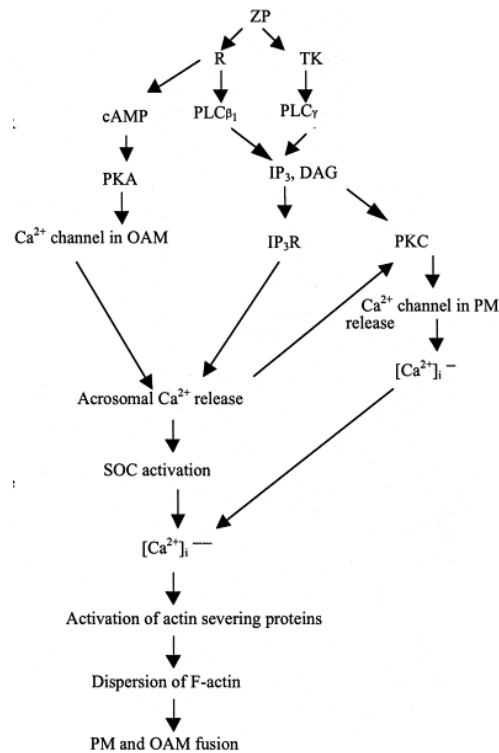 ZP
R TK
cAMP PLCβ1 PLCγ
PKA IP3, DAG
Ca2+ channel in OAM IP3R PKC
Ca2+ channel in PM
release
[Ca2+]i –
Acrosomal Ca2+ release
SOC activation
[Ca2+]i ––
Activation of actin severing proteins
Dispersion of F-actin
PM and OAM fusion